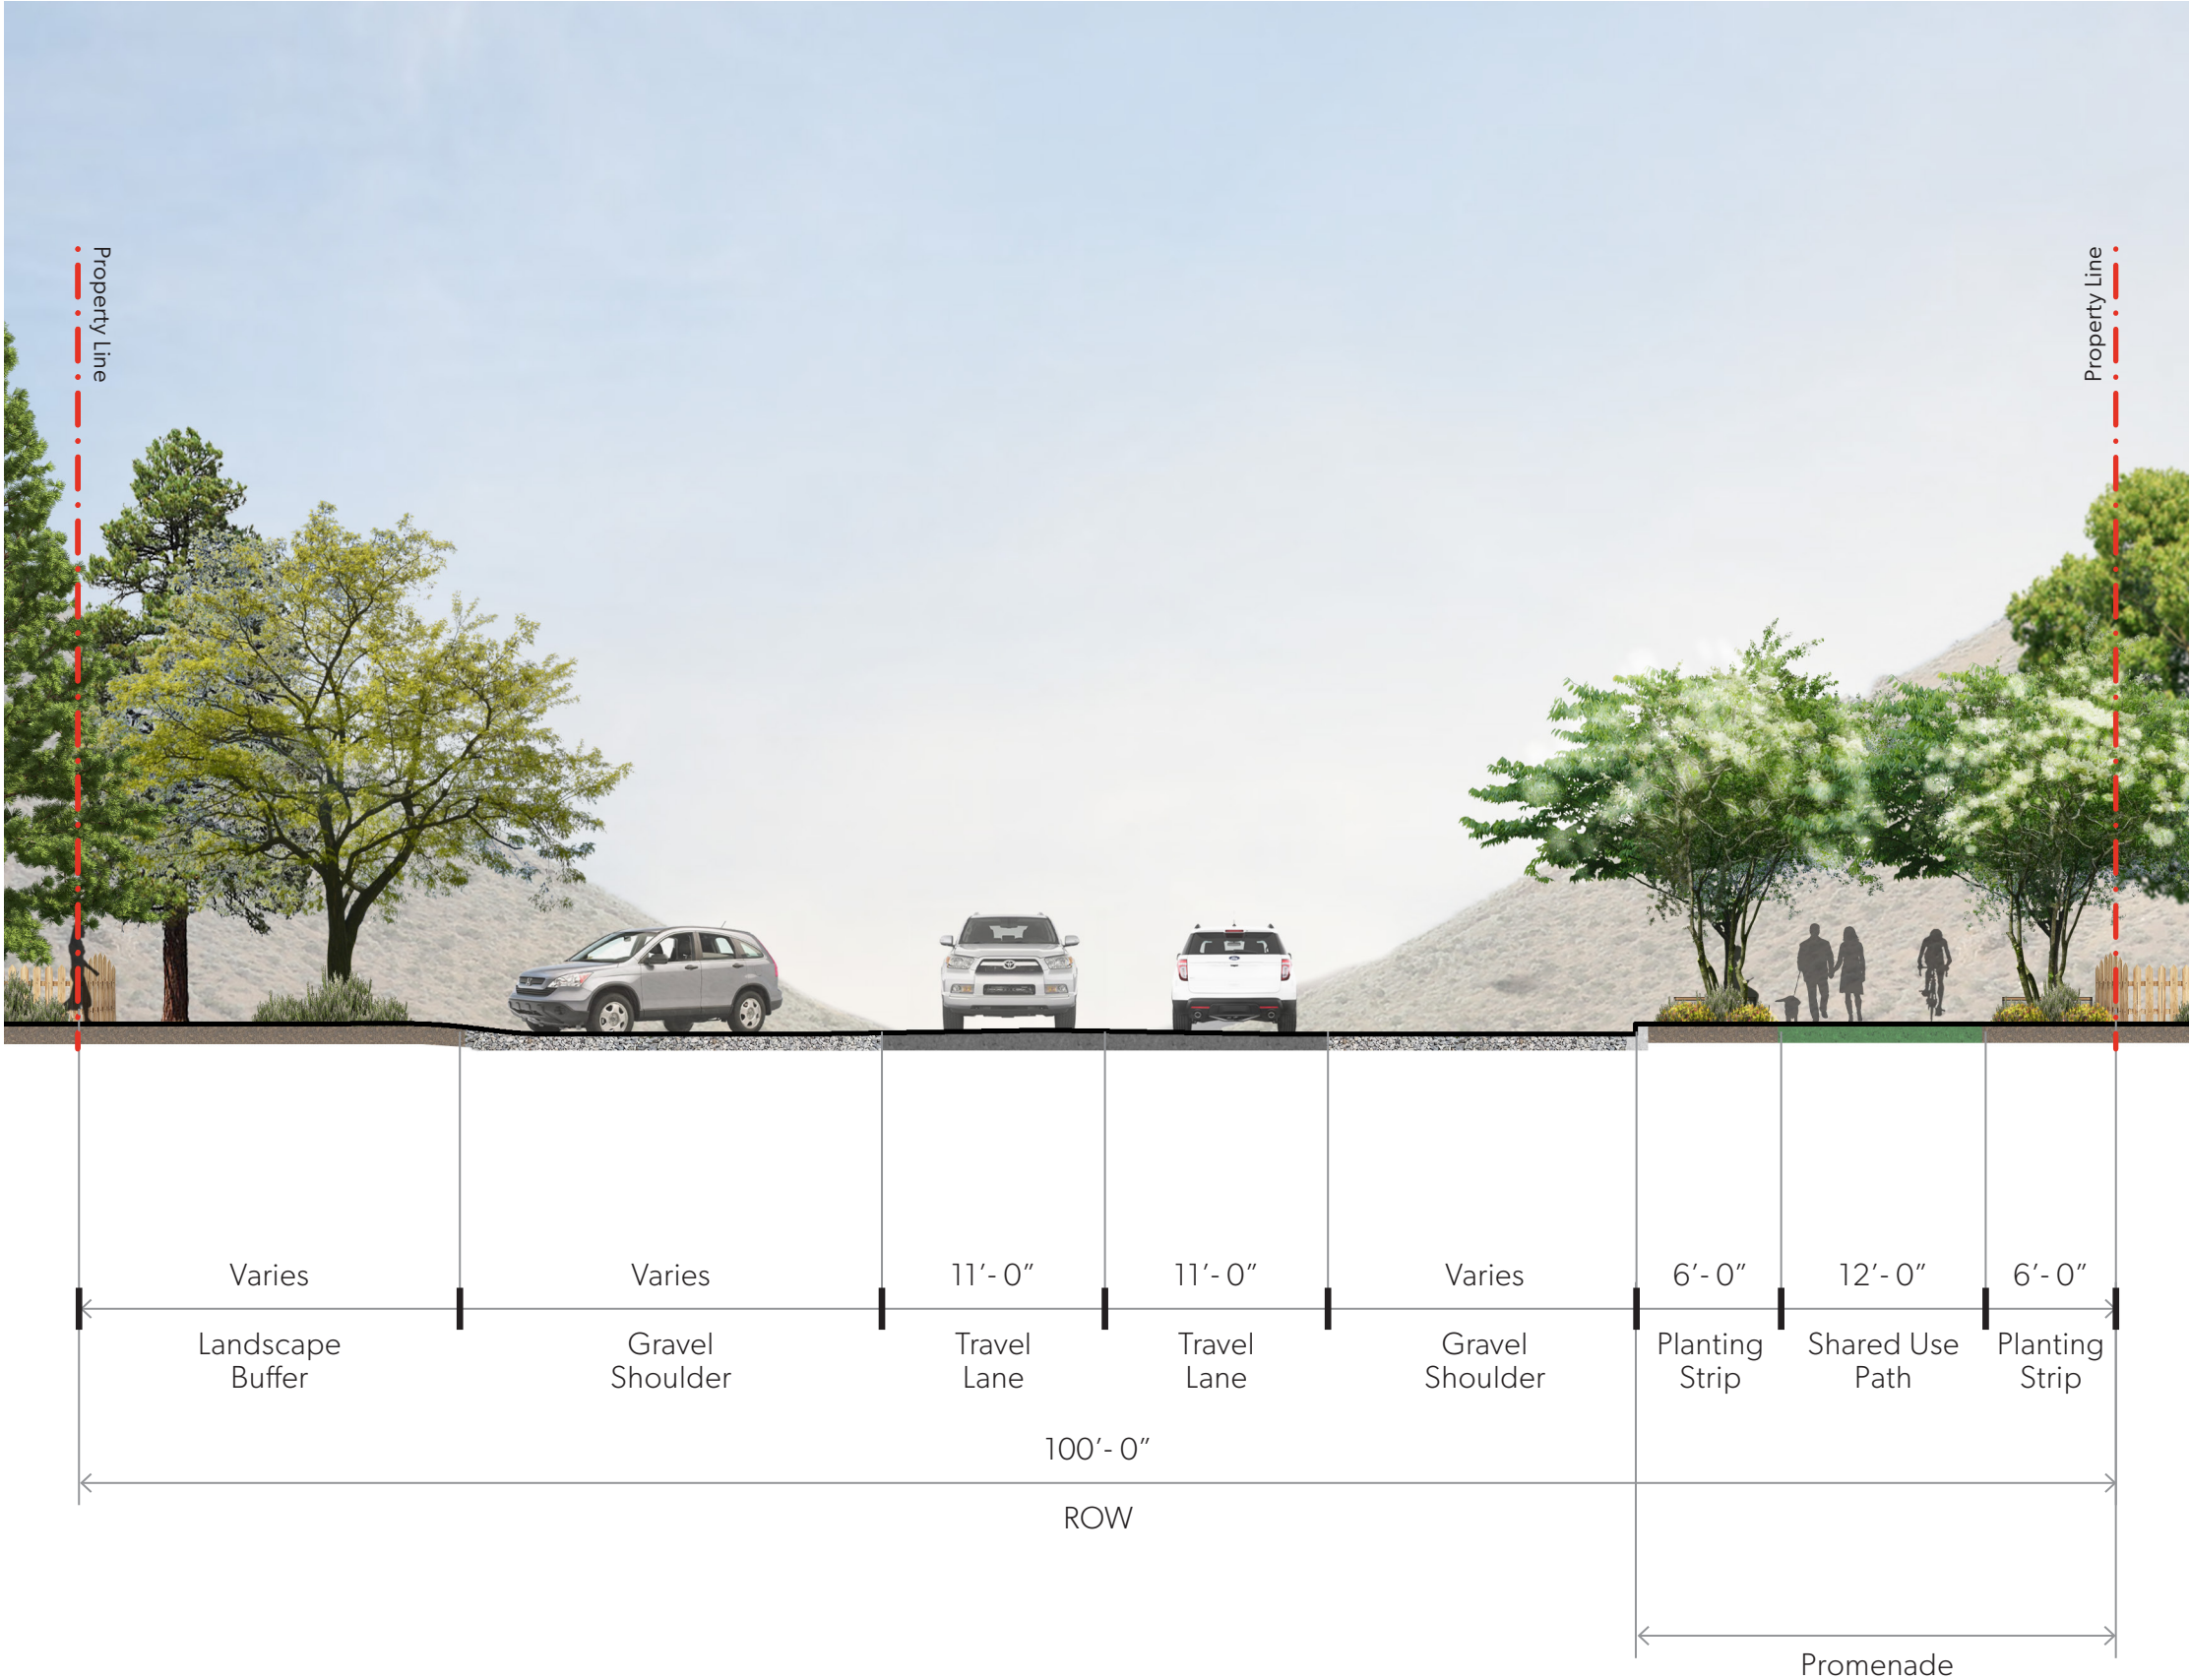 Property Line
Property Line
Varies
Varies
11’- 0”
11’- 0”
Varies
6’- 0”
12’- 0”
6’- 0”
Landscape
Buffer
Gravel
Shoulder
Travel
Lane
Travel
Lane
Gravel
Shoulder
Planting
Strip
Shared Use
Path
Planting
Strip
100’- 0”
ROW
Promenade